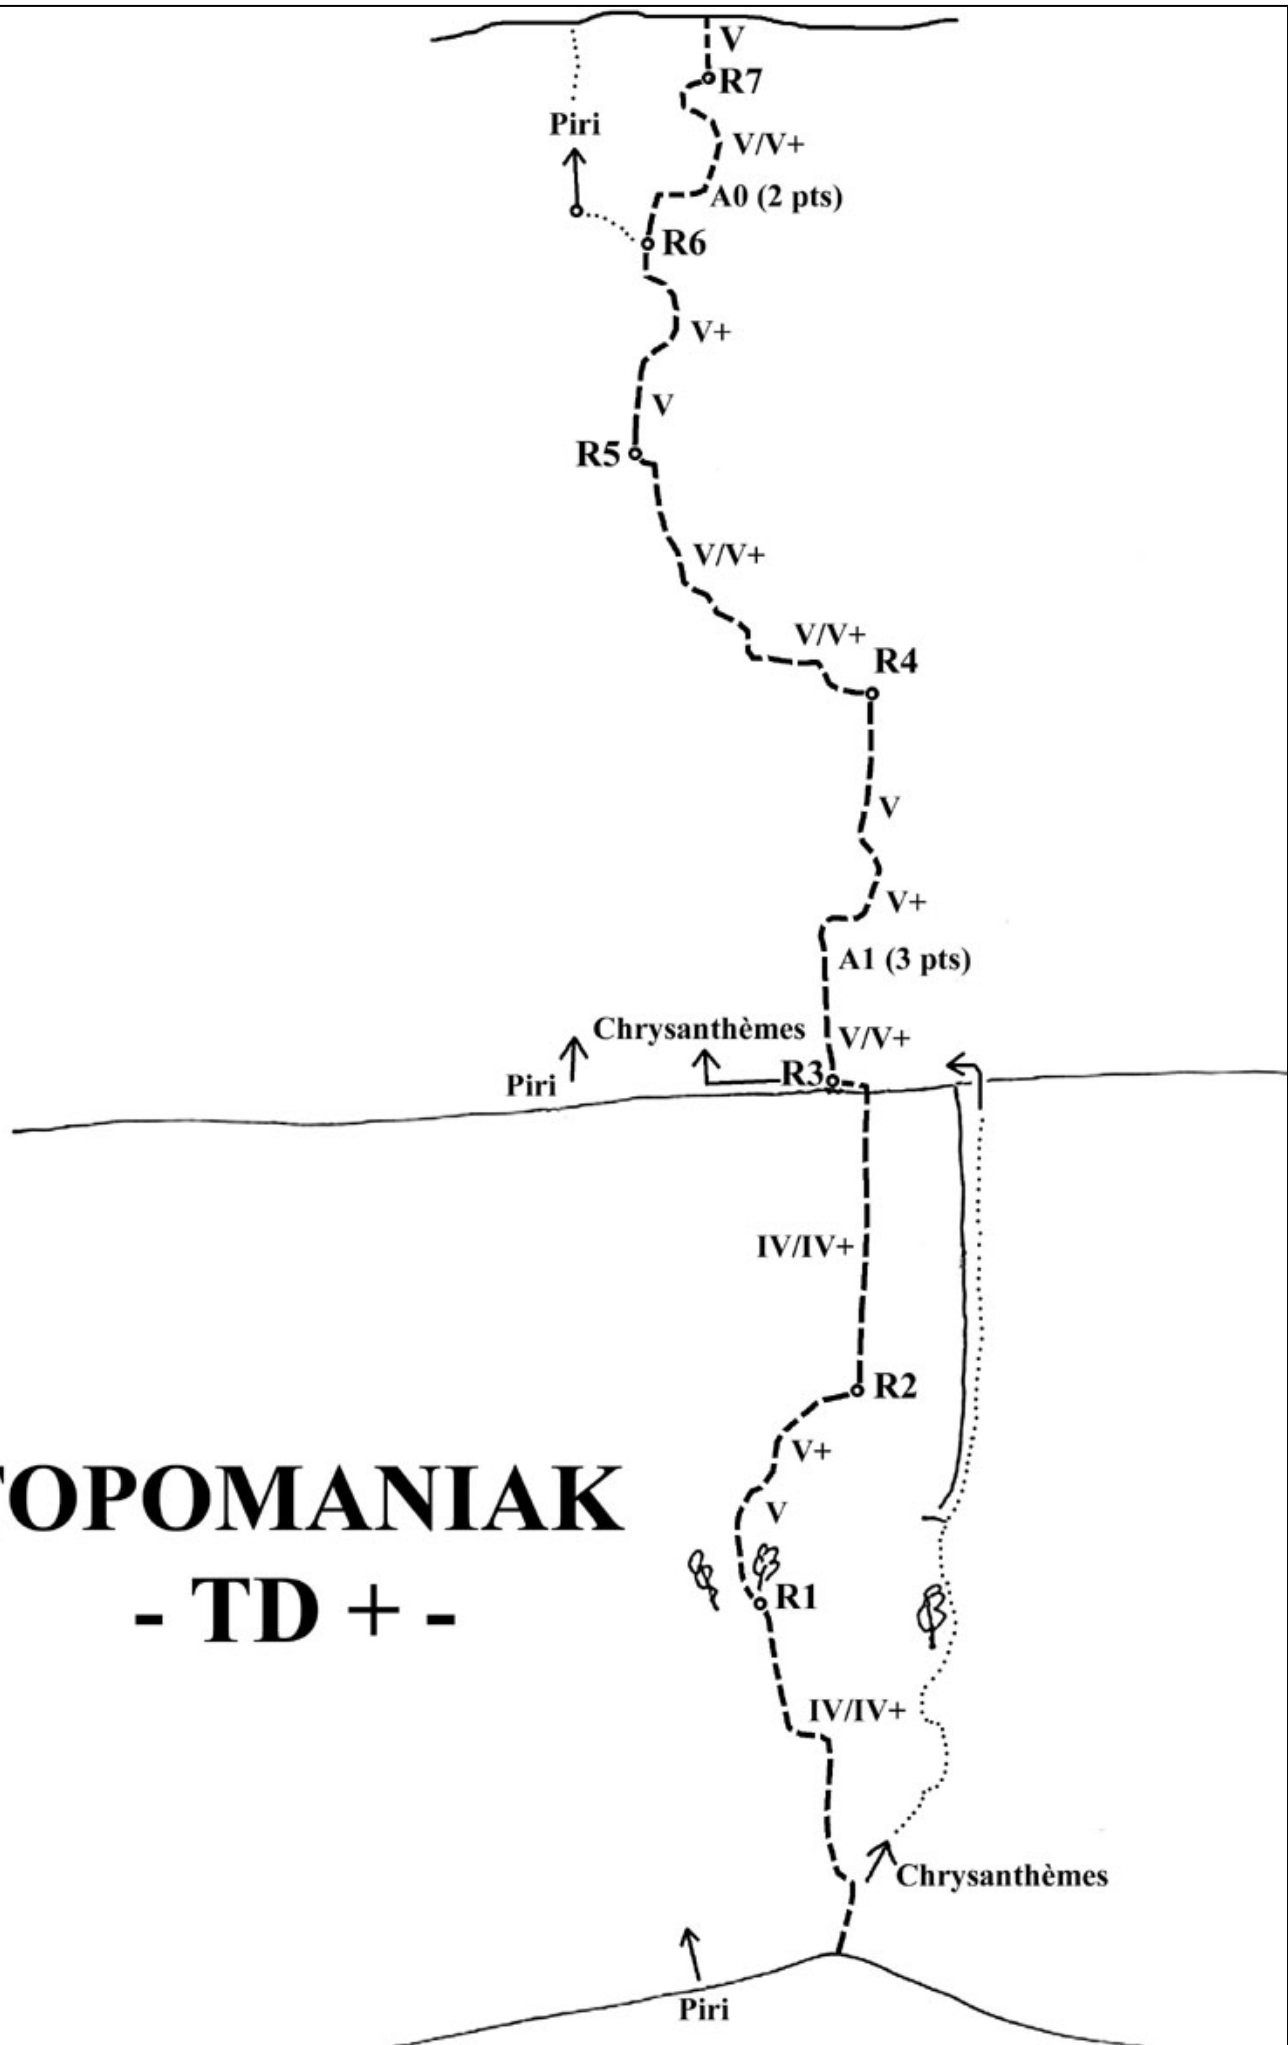 V
R7
Piri
V/V+
A0 (2 pts)
R6
V+
V
R5
V/V+
V/V+
R4
V
V+
A1 (3 pts)
Chrysanthèmes
V/V+
R3
Piri
IV/IV+
R2
V+
TOPOMANIAK
V
- TD + -
R1
IV/IV+
Chrysanthèmes
Piri